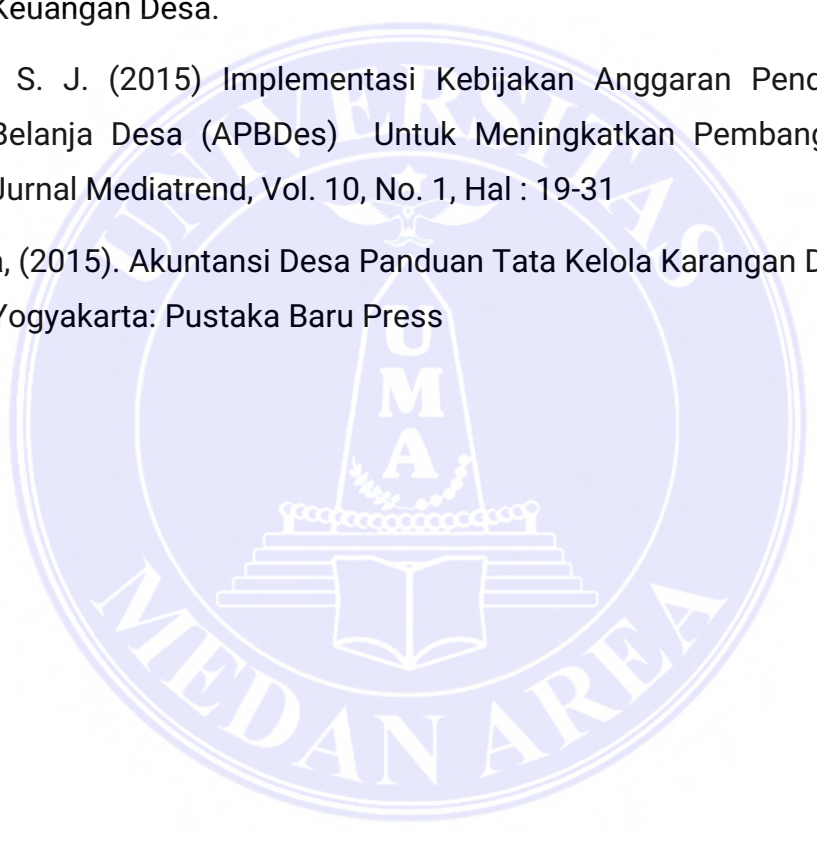 Keuangan Desa.
S. J. (2015) Implementasi Kebijakan Anggaran Pend
Belanja Desa (APBDes) Untuk Meningkatkan Pembang
Jurnal Mediatrend, Vol. 10, No. 1, Hal : 19-31
a, (2015). Akuntansi Desa Panduan Tata Kelola Karangan D
Yogyakarta: Pustaka Baru Press
UNIVERSITAS
UMA
MEDAN AREA